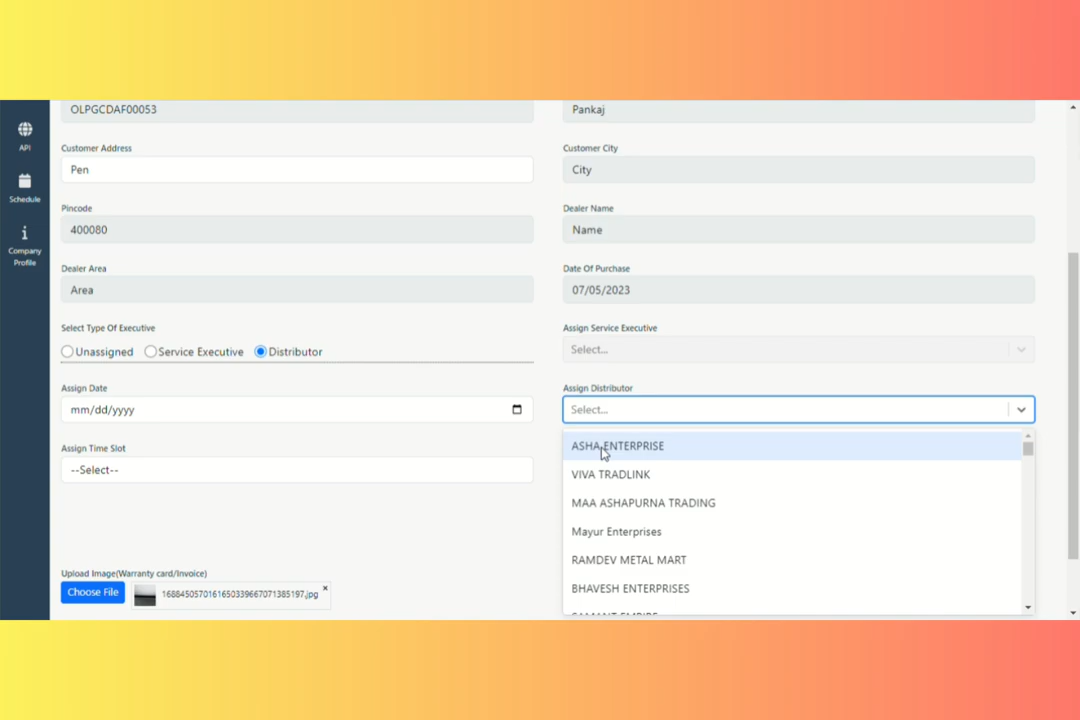 API
Schedule
Company
Profile
OLPGCDAF00053
Pankaj
Customer Address
Customer City
Pen
City
Pincode
Dealer Name
400080
Name
Dealer Area
Date Of Purchase
Area
07/05/2023
Select Type Of Executive
Assign Service Executive
Unassigned Service Executive Distributor
Select...
Assign Date
Assign Distributor
mm/dd/yyyy
Select...
Assign Time Slot
--Select--
ASHA ENTERPRISE
VIVA TRADLINK
MAA ASHAPURNA TRADING
Mayur Enterprises
RAMDEV METAL MART
BHAVESH ENTERPRISES
Upload Image(Warranty card/Invoice)
Choose File
16884505701616503396670713851​97.jpg